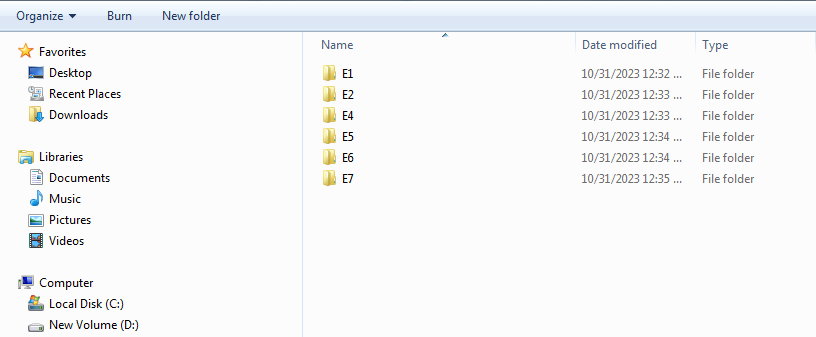 Organize Burn New folder
Name Date modified Type
Favorites
Desktop
Recent Places
Downloads
Libraries
Documents
Music
Pictures
Videos
Computer
Local Disk (C:)
New Volume (D:)
E1 10/31/2023 12:32 ... File folder
E2 10/31/2023 12:33 ... File folder
E4 10/31/2023 12:33 ... File folder
E5 10/31/2023 12:34 ... File folder
E6 10/31/2023 12:34 ... File folder
E7 10/31/2023 12:35 ... File folder